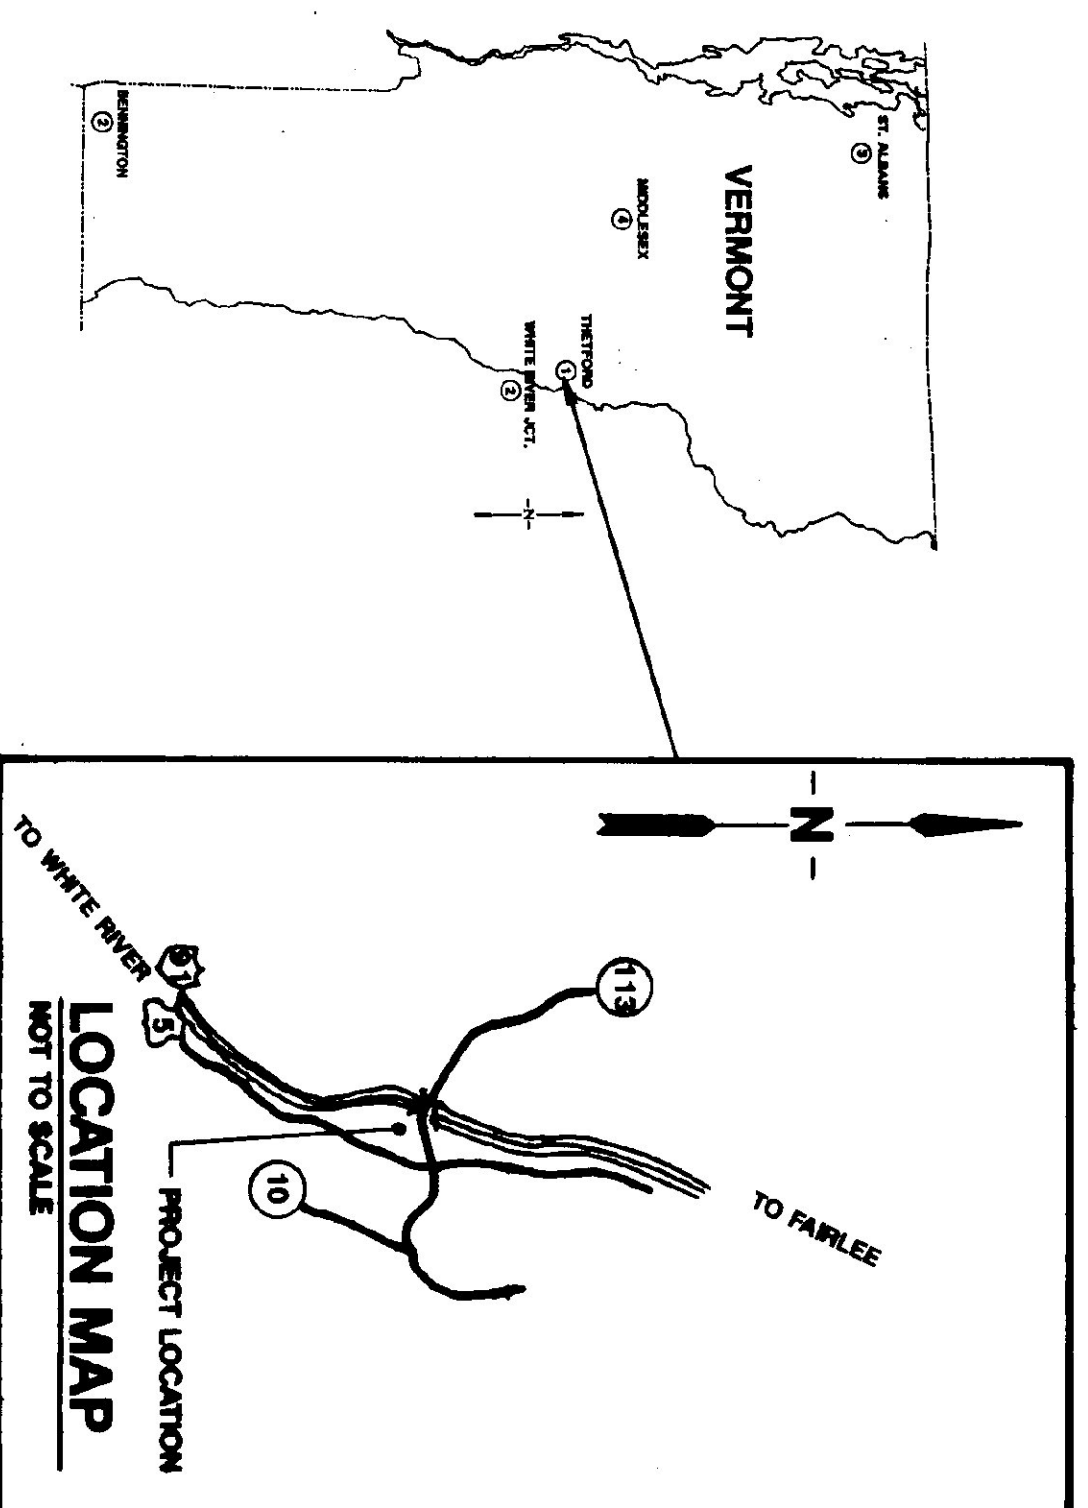 ST. ALBANS
3
VERMONT
MIDDLESEX
4
THETFORD
1
WHITE RIVER JCT.
2
BENNINGTON
2
-N-
-N-
113
TO FAIRLEE
10
PROJECT LOCATION
91
5
TO WHITE RIVER
LOCATION MAP
NOT TO SCALE